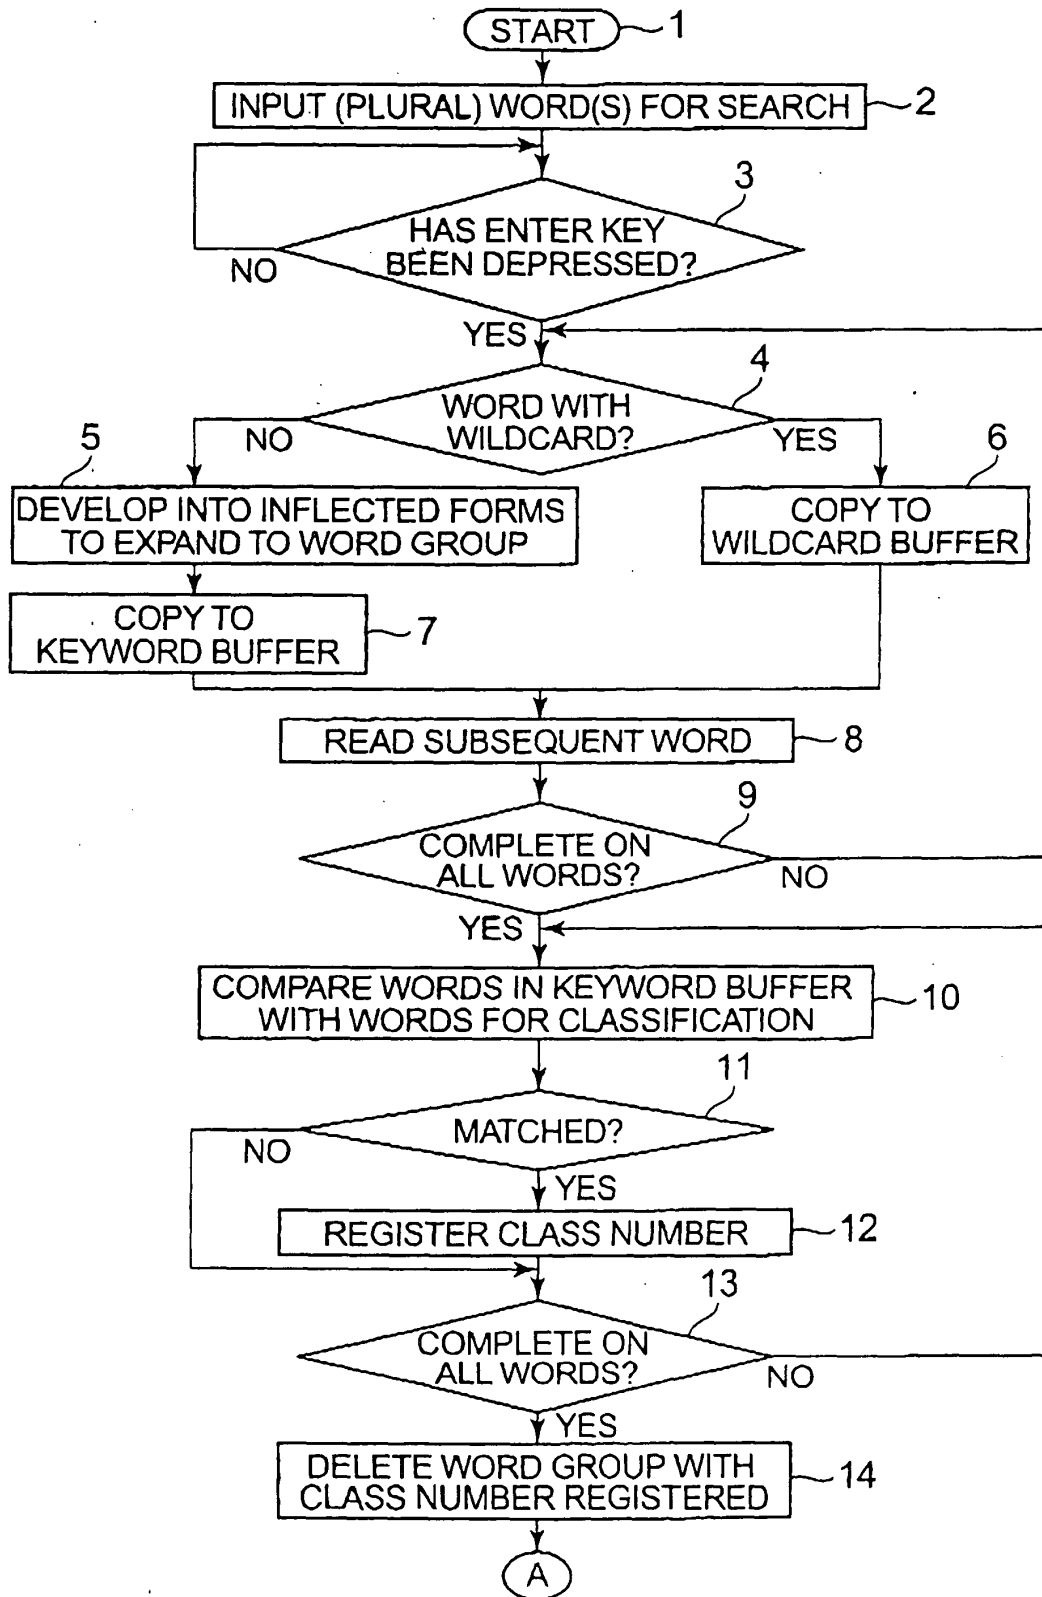 START
1
INPUT (PLURAL) WORD(S) FOR SEARCH
2
3
HAS ENTER KEY
BEEN DEPRESSED?
NO
YES
4
WORD WITH
WILDCARD?
NO
YES
5
DEVELOP INTO INFLECTED FORMS
TO EXPAND TO WORD GROUP
6
COPY TO
WILDCARD BUFFER
COPY TO
KEYWORD BUFFER
7
READ SUBSEQUENT WORD
8
9
COMPLETE ON
ALL WORDS?
NO
YES
COMPARE WORDS IN KEYWORD BUFFER
WITH WORDS FOR CLASSIFICATION
10
11
MATCHED?
NO
YES
REGISTER CLASS NUMBER
12
13
COMPLETE ON
ALL WORDS?
NO
YES
DELETE WORD GROUP WITH
CLASS NUMBER REGISTERED
14
A